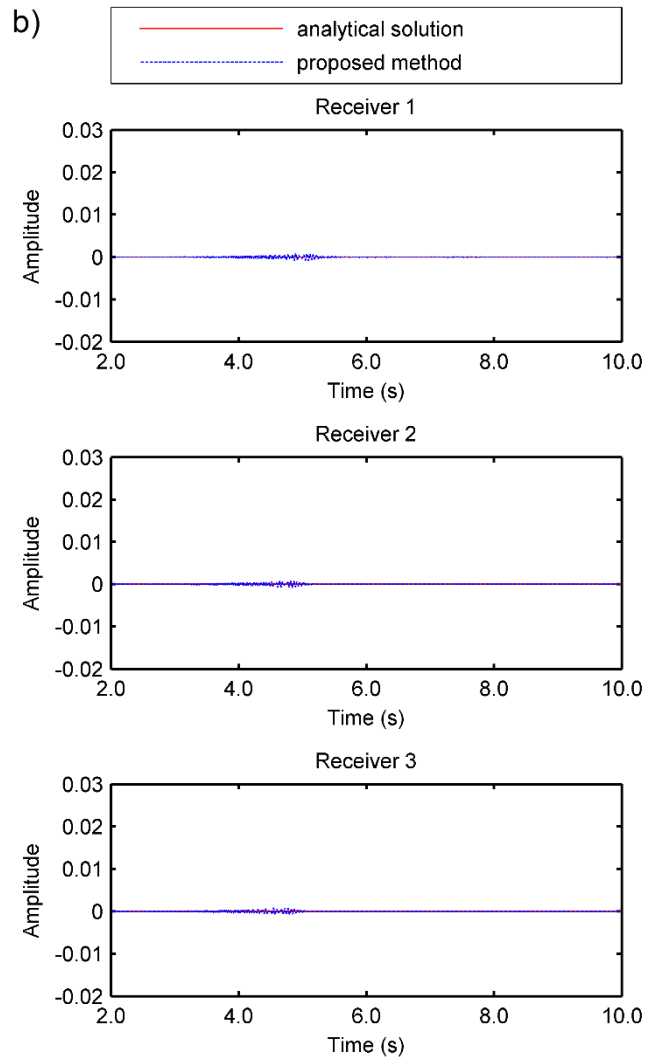 b)
analytical solution
proposed method
Receiver 1
0.03
0.02
0.01
0
-0.01
-0.02
Amplitude
2.0 4.0 6.0 8.0 10.0
Time (s)
Receiver 2
0.03
0.02
0.01
0
-0.01
-0.02
Amplitude
2.0 4.0 6.0 8.0 10.0
Time (s)
Receiver 3
0.03
0.02
0.01
0
-0.01
-0.02
Amplitude
2.0 4.0 6.0 8.0 10.0
Time (s)